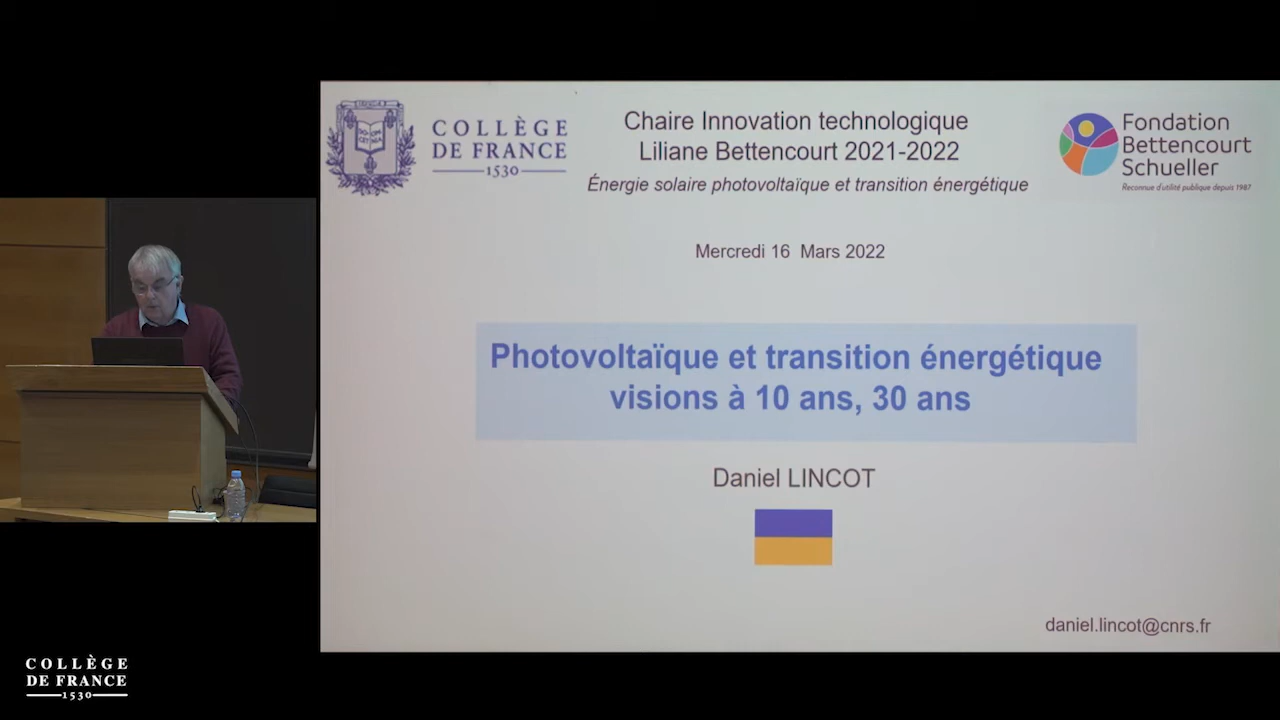 COLLÈGE
DE FRANCE
1530
Chaire Innovation technologique
Liliane Bettencourt 2021-2022
Énergie solaire photovoltaïque et transition énergétique
Fondation
Bettencourt
Schueller
Reconnue d'utilité publique depuis 1987
Mercredi 16 Mars 2022
Photovoltaïque et transition énergétique
visions à 10 ans, 30 ans
Daniel LINCOT
daniel.lincot@cnrs.fr
COLLÈGE
DE FRANCE
1530